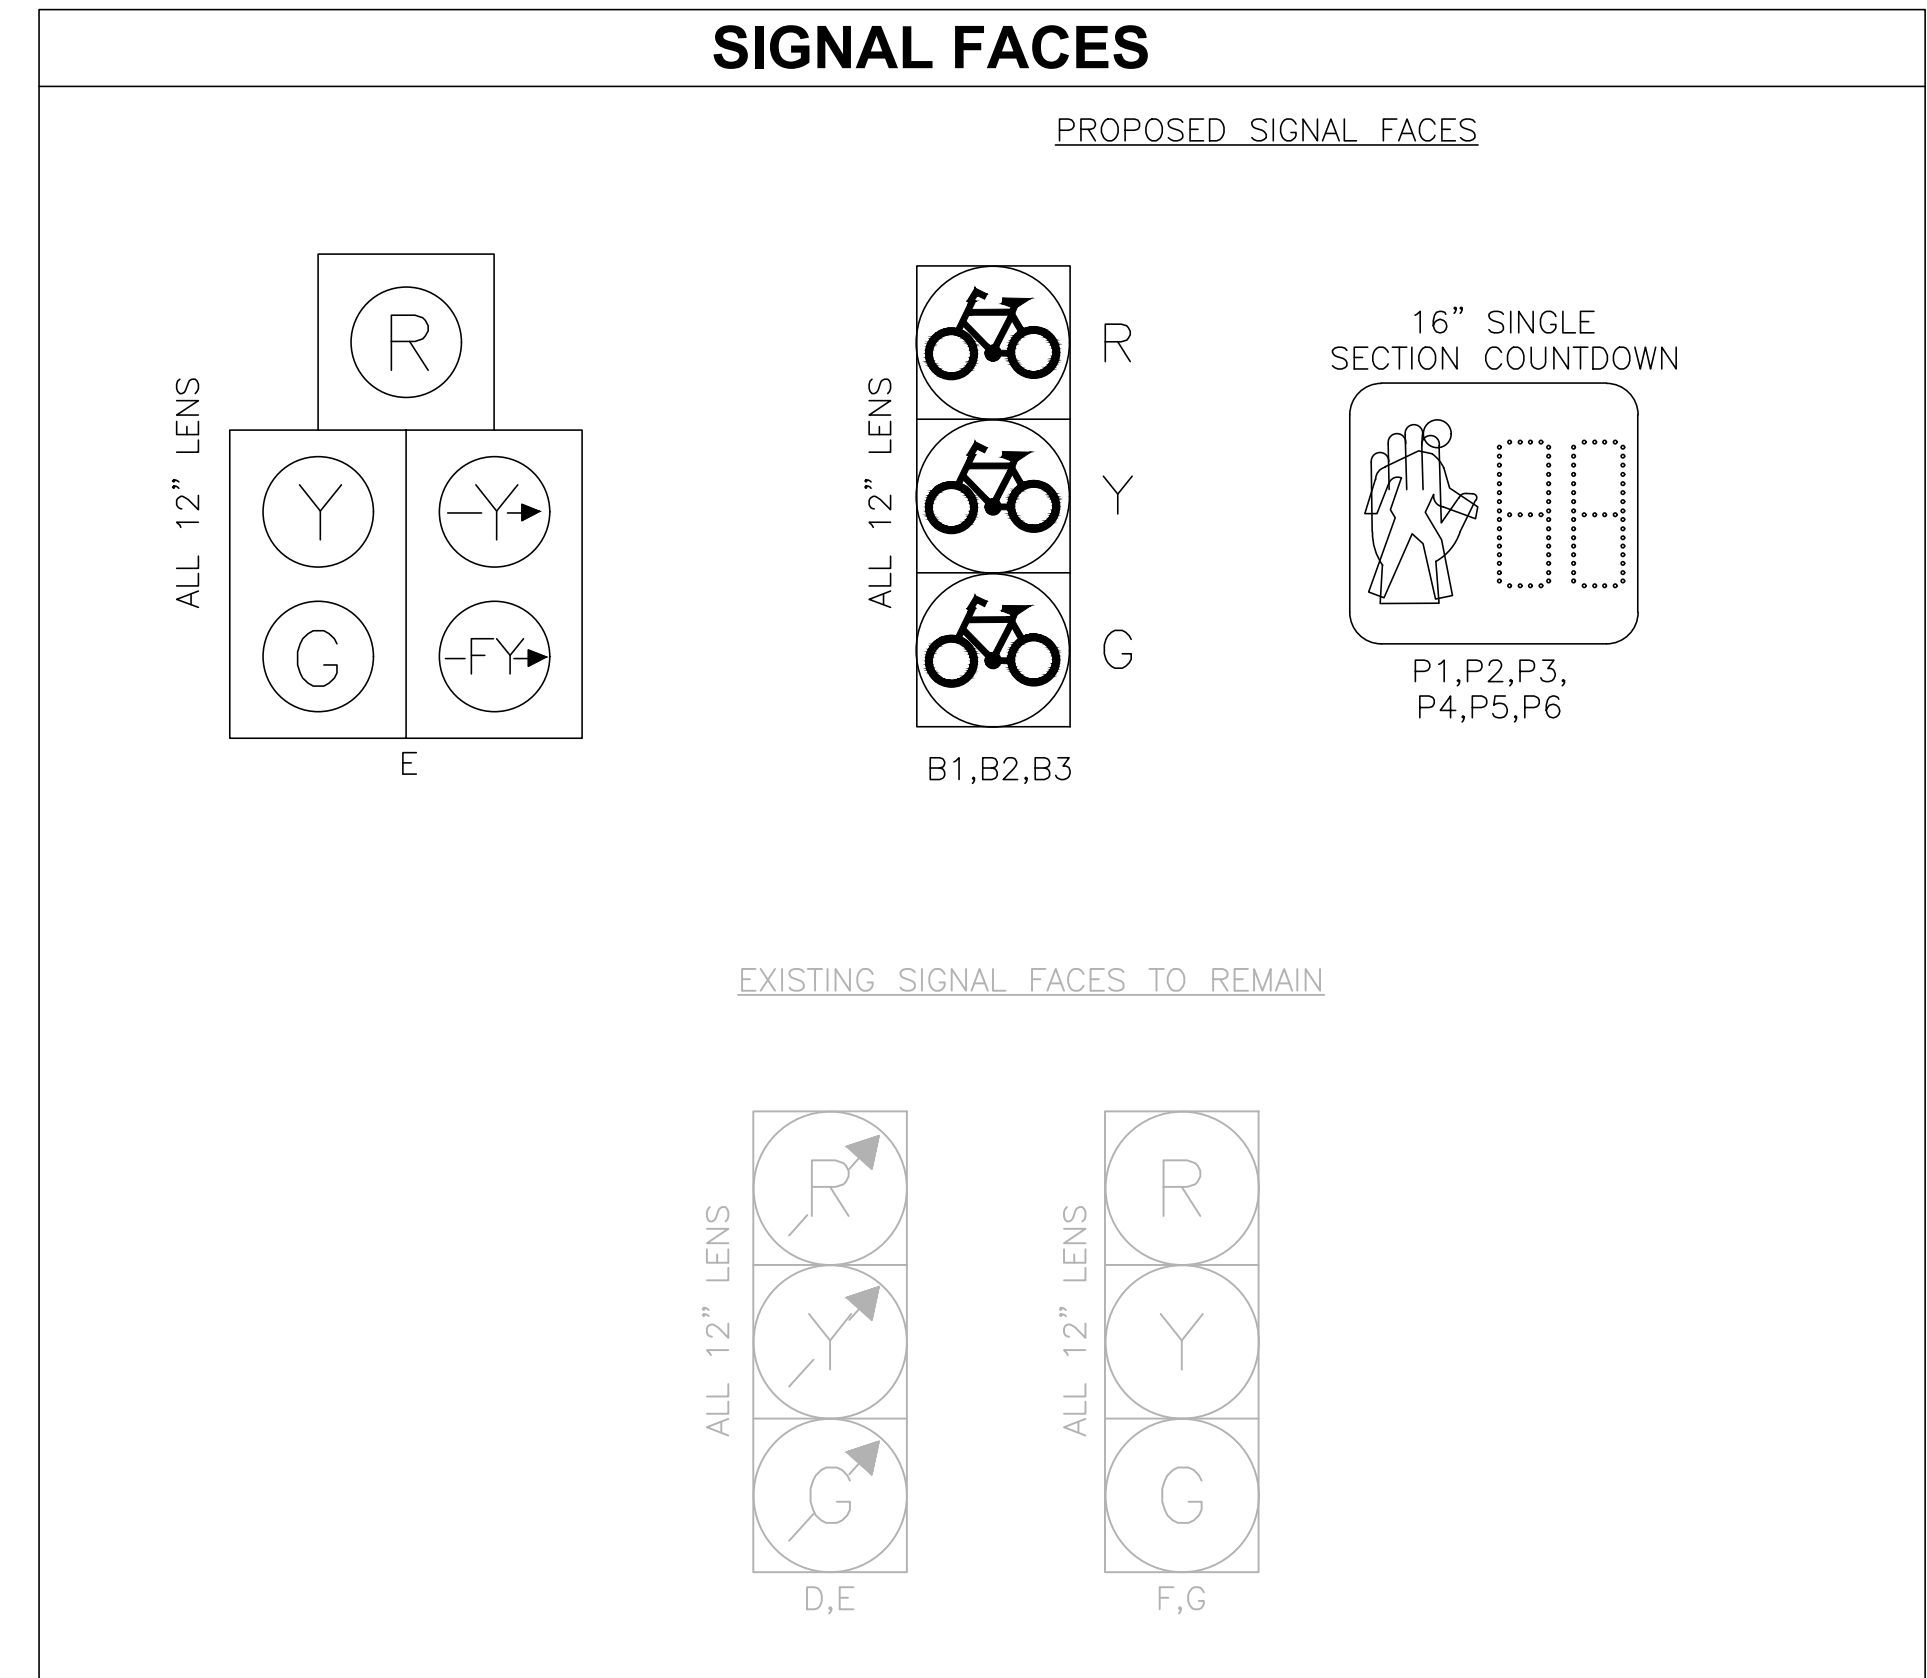 SIGNAL FACES
PROPOSED SIGNAL FACES
ALL 12” LENS
R
Y
Y
G
FY
E
ALL 12” LENS
R
Y
G
B1,B2,B3
16” SINGLE
SECTION COUNTDOWN
88
P1,P2,P3,
P4,P5,P6
EXISTING SIGNAL FACES TO REMAIN
ALL 12” LENS
R
Y
G
D,E
ALL 12” LENS
R
Y
G
F,G